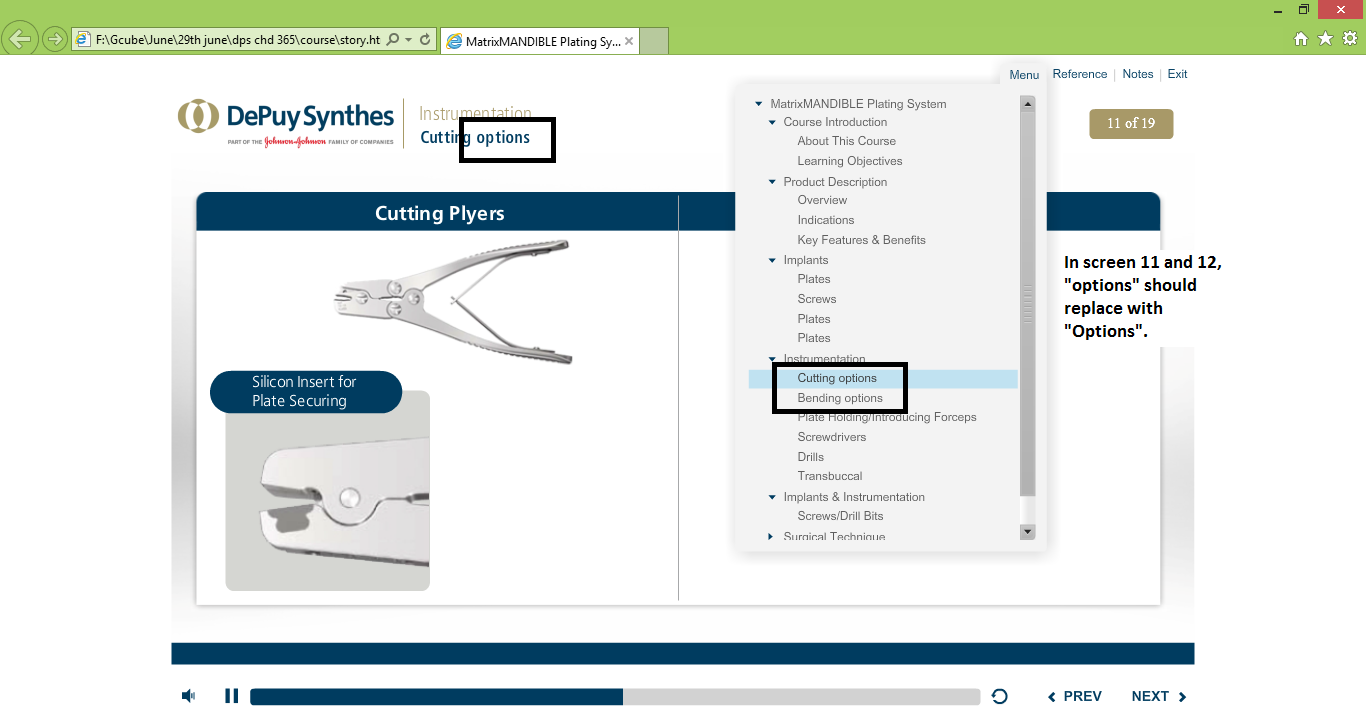 F:\Gcube\June\29th june\dps chd 365\course\story.ht
MatrixMANDIBLE Plating Sy...
Menu
Reference | Notes | Exit
DePuy Synthes
PART OF THE Johnson & Johnson FAMILY OF COMPANIES
Instrumentation
Cutting options
11 of 19
MatrixMANDIBLE Plating System
Course Introduction
About This Course
Learning Objectives
Product Description
Overview
Indications
Key Features & Benefits
Implants
Plates
Screws
Plates
Plates
Instrumentation
Cutting options
Bending options
Plate Holding/Introducing Forceps
Screwdrivers
Drills
Transbuccal
Implants & Instrumentation
Screws/Drill Bits
Surgical Technique
Cutting Plyers
Silicon Insert for
Plate Securing
In screen 11 and 12,
"options" should
replace with
"Options".
PREV
NEXT